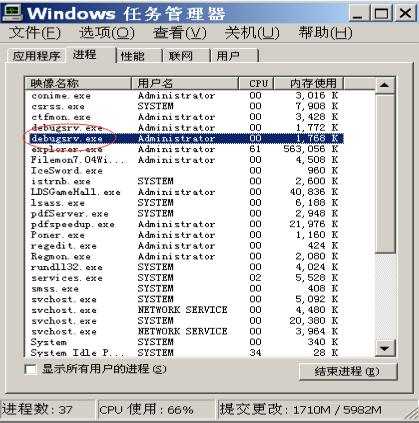 Windows 任务管理器
文件(F) 选项(O) 查看(V) 关机(U) 帮助(H)
应用程序 进程 性能 联网 用户
映像名称 用户名 CPU 内存使用
conime.exe Administrator 00 3,016 K
csrss.exe SYSTEM 00 7,908 K
ctfmon.exe Administrator 00 3,428 K
debugsrv.exe Administrator 00 1,772 K
debugsrv.exe Administrator 00 1,768 K
explorer.exe Administrator 61 563,056 K
Filemon7.04Wi... Administrator 00 4,508 K
IceSword.exe 00 960 K
istrnb.exe SYSTEM 00 2,600 K
LDSGameHall.exe Administrator 00 40,836 K
lsass.exe SYSTEM 00 6,188 K
pdfServer.exe SYSTEM 00 2,948 K
pdfspeedup.exe Administrator 00 21,976 K
Poner.exe Administrator 00 1,160 K
regedit.exe Administrator 00 424 K
Regmon.exe Administrator 00 2,080 K
rundll32.exe SYSTEM 00 4,024 K
services.exe SYSTEM 02 5,528 K
smss.exe SYSTEM 00 408 K
svchost.exe SYSTEM 00 5,092 K
svchost.exe NETWORK SERVICE 00 4,480 K
svchost.exe SYSTEM 00 20,380 K
svchost.exe NETWORK SERVICE 00 3,964 K
System SYSTEM 00 340 K
System Idle P... SYSTEM 34 28 K
显示所有用户的进程(S) 结束进程(E)
进程数: 37 CPU 使用: 66% 提交更改: 1710M / 5982M